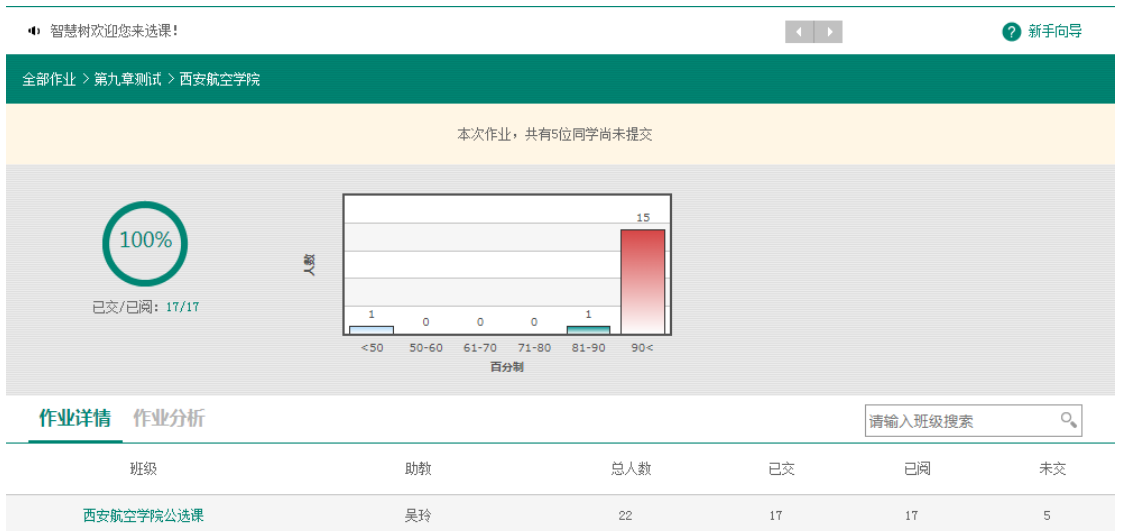 智慧树欢迎您来选课！
? 新手向导
全部作业 > 第九章测试 > 西安航空学院
本次作业，共有5位同学尚未提交
100%
已交/已阅：17/17
人数
15
1 0 0 0 1
<50 50-60 61-70 71-80 81-90 90<
百分制
作业详情 作业分析
请输入班级搜索
班级 助教 总人数 已交 已阅 未交
西安航空学院公选课 吴玲 22 17 17 5